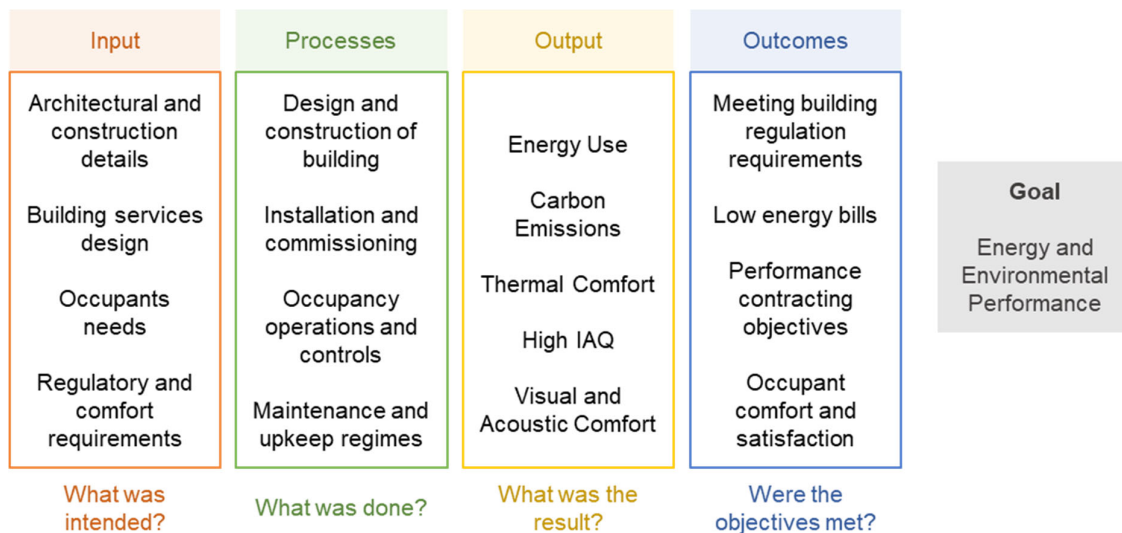 Input
Architectural and
construction
details
Building services
design
Occupants
needs
Regulatory and
comfort
requirements
What was
intended?
Processes
Design and
construction of
building
Installation and
commissioning
Occupancy
operations and
controls
Maintenance and
upkeep regimes
What was done?
Output
Energy Use
Carbon
Emissions
Thermal Comfort
High IAQ
Visual and
Acoustic Comfort
What was the
result?
Outcomes
Meeting building
regulation
requirements
Low energy bills
Performance
contracting
objectives
Occupant
comfort and
satisfaction
Were the
objectives met?
Goal
Energy and
Environmental
Performance